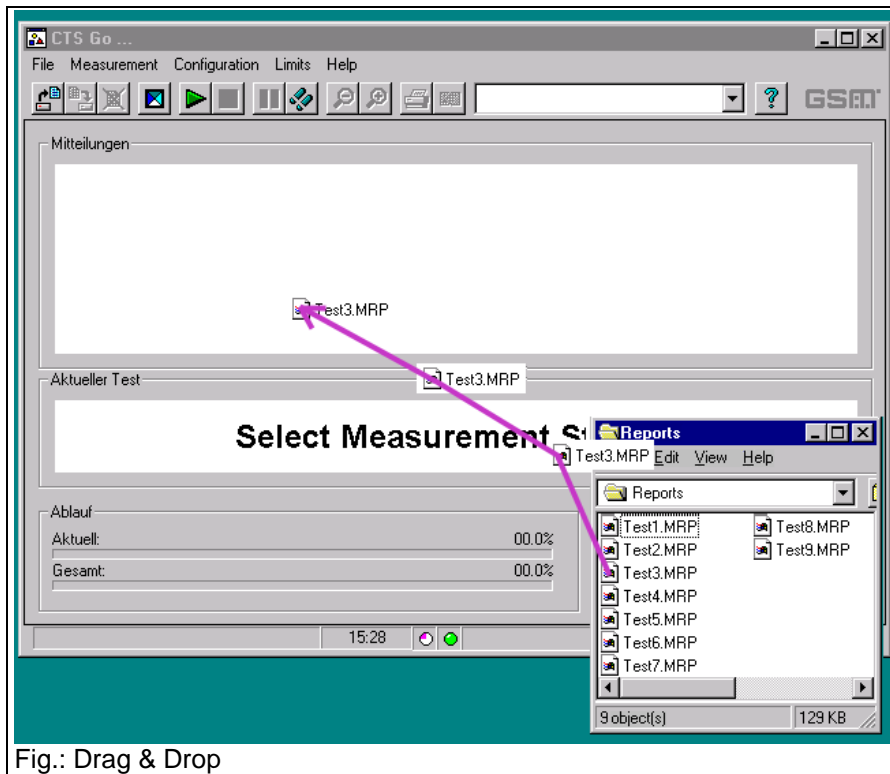 CTS Go ...
File Measurement Configuration Limits Help
GSM
Mitteilungen
Test3.MRP
Aktueller Test
Test3.MRP
Select Measurement
Test3.MRP
Reports
Edit View Help
Reports
Test1.MRP
Test2.MRP
Test3.MRP
Test4.MRP
Test5.MRP
Test6.MRP
Test7.MRP
Test8.MRP
Test9.MRP
9 object(s)
129 KB
Ablauf
Aktuell: 00.0%
Gesamt: 00.0%
15:28
Fig.: Drag & Drop